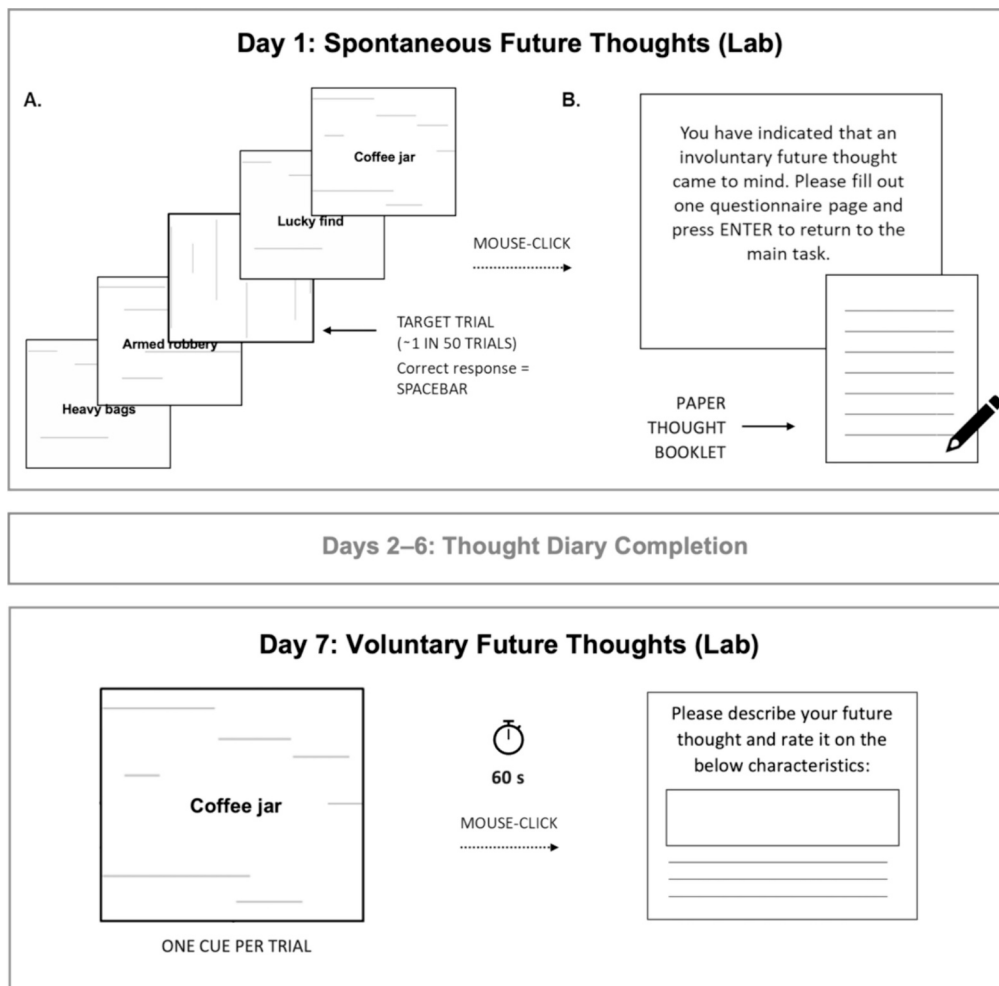 Day 1: Spontaneous Future Thoughts (Lab)
A.
Coffee jar
Lucky find
Armed robbery
Heavy bags
MOUSE-CLICK
TARGET TRIAL
(~1 IN 50 TRIALS)
Correct response =
SPACEBAR
B.
You have indicated that an
involuntary future thought
came to mind. Please fill out
one questionnaire page and
press ENTER to return to the
main task.
PAPER
THOUGHT
BOOKLET
Days 2–6: Thought Diary Completion
Day 7: Voluntary Future Thoughts (Lab)
Coffee jar
ONE CUE PER TRIAL
60 s
MOUSE-CLICK
Please describe your future
thought and rate it on the
below characteristics: